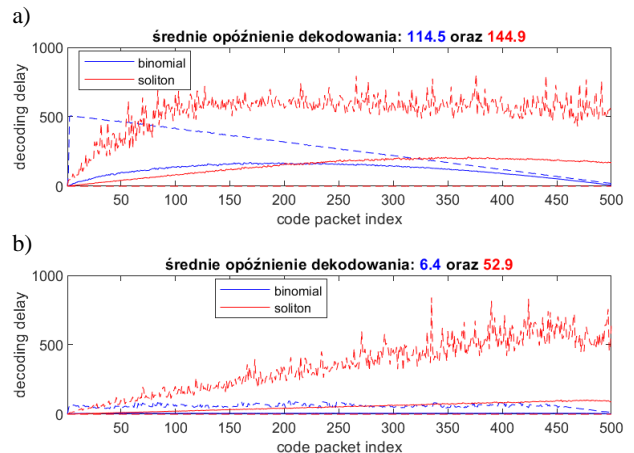 a)
średnie opóźnienie dekodowania: 114.5 oraz 144.9
1000
500
0
decoding delay
binomial
soliton
50 100 150 200 250 300 350 400 450 500
code packet index
b)
średnie opóźnienie dekodowania: 6.4 oraz 52.9
1000
500
0
decoding delay
binomial
soliton
50 100 150 200 250 300 350 400 450 500
code packet index